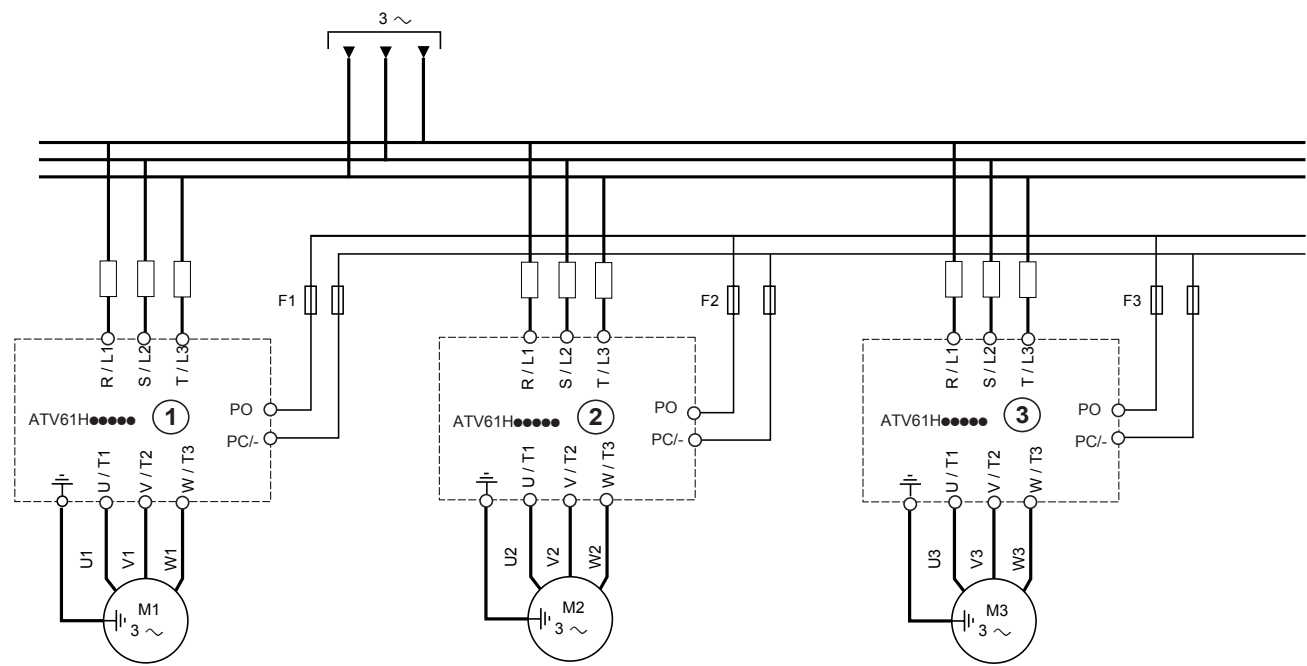 3 ~
F1
F2
F3
R / L1
S / L2
T / L3
R / L1
S / L2
T / L3
R / L1
S / L2
T / L3
PO
PO
PO
ATV61H●●●●●
1
ATV61H●●●●●
2
ATV61H●●●●●
3
PC/-
PC/-
PC/-
U / T1
V / T2
W / T3
U / T1
V / T2
W / T3
U / T1
V / T2
W / T3
U1
V1
W1
U2
V2
W2
U3
V3
W3
M1
3 ~
M2
3 ~
M3
3 ~